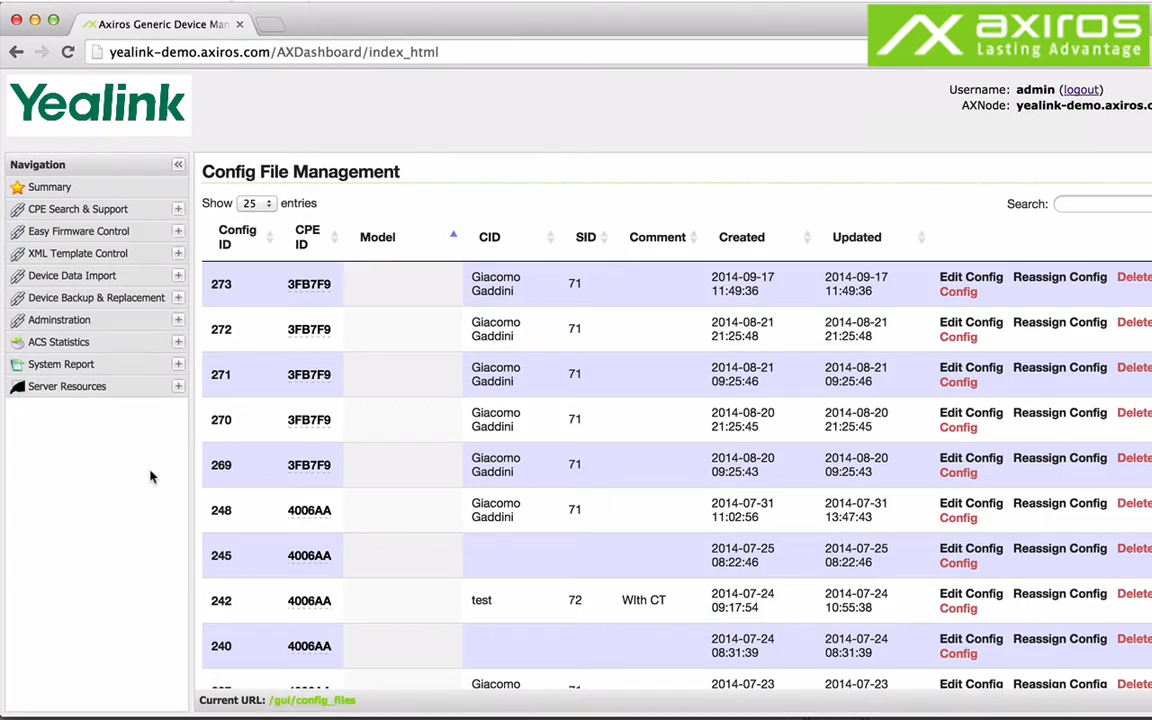 Axiros Generic Device Man
yealink-demo.axiros.com/AXDashboard/index_html
axiros
Lasting Advantage
Yealink
Username: admin (logout)
AXNode: yealink-demo.axiros.c
Navigation
Summary
CPE Search & Support
Easy Firmware Control
XML Template Control
Device Data Import
Device Backup & Replacement
Adminstration
ACS Statistics
System Report
Server Resources
Config File Management
Show 25 entries
Search:
Config ID CPE ID Model CID SID Comment Created Updated
273 3FB7F9 Giacomo Gaddini 71 2014-09-17 11:49:36 2014-09-17 11:49:36 Edit Config Reassign Config Delete Config
272 3FB7F9 Giacomo Gaddini 71 2014-08-21 21:25:48 2014-08-21 21:25:48 Edit Config Reassign Config Delete Config
271 3FB7F9 Giacomo Gaddini 71 2014-08-21 09:25:46 2014-08-21 09:25:46 Edit Config Reassign Config Delete Config
270 3FB7F9 Giacomo Gaddini 71 2014-08-20 21:25:45 2014-08-20 21:25:45 Edit Config Reassign Config Delete Config
269 3FB7F9 Giacomo Gaddini 71 2014-08-20 09:25:43 2014-08-20 09:25:43 Edit Config Reassign Config Delete Config
248 4006AA Giacomo Gaddini 71 2014-07-31 11:02:56 2014-07-31 13:47:43 Edit Config Reassign Config Delete Config
245 4006AA 2014-07-25 08:22:46 2014-07-25 08:22:46 Edit Config Reassign Config Delete Config
242 4006AA test 72 WIth CT 2014-07-24 09:17:54 2014-07-24 10:55:38 Edit Config Reassign Config Delete Config
240 4006AA 2014-07-24 08:31:39 2014-07-24 08:31:39 Edit Config Reassign Config Delete Config
Giacomo 2014-07-23 2014-07-23 Edit Config Reassign Config Delete
Current URL: /gui/config_files